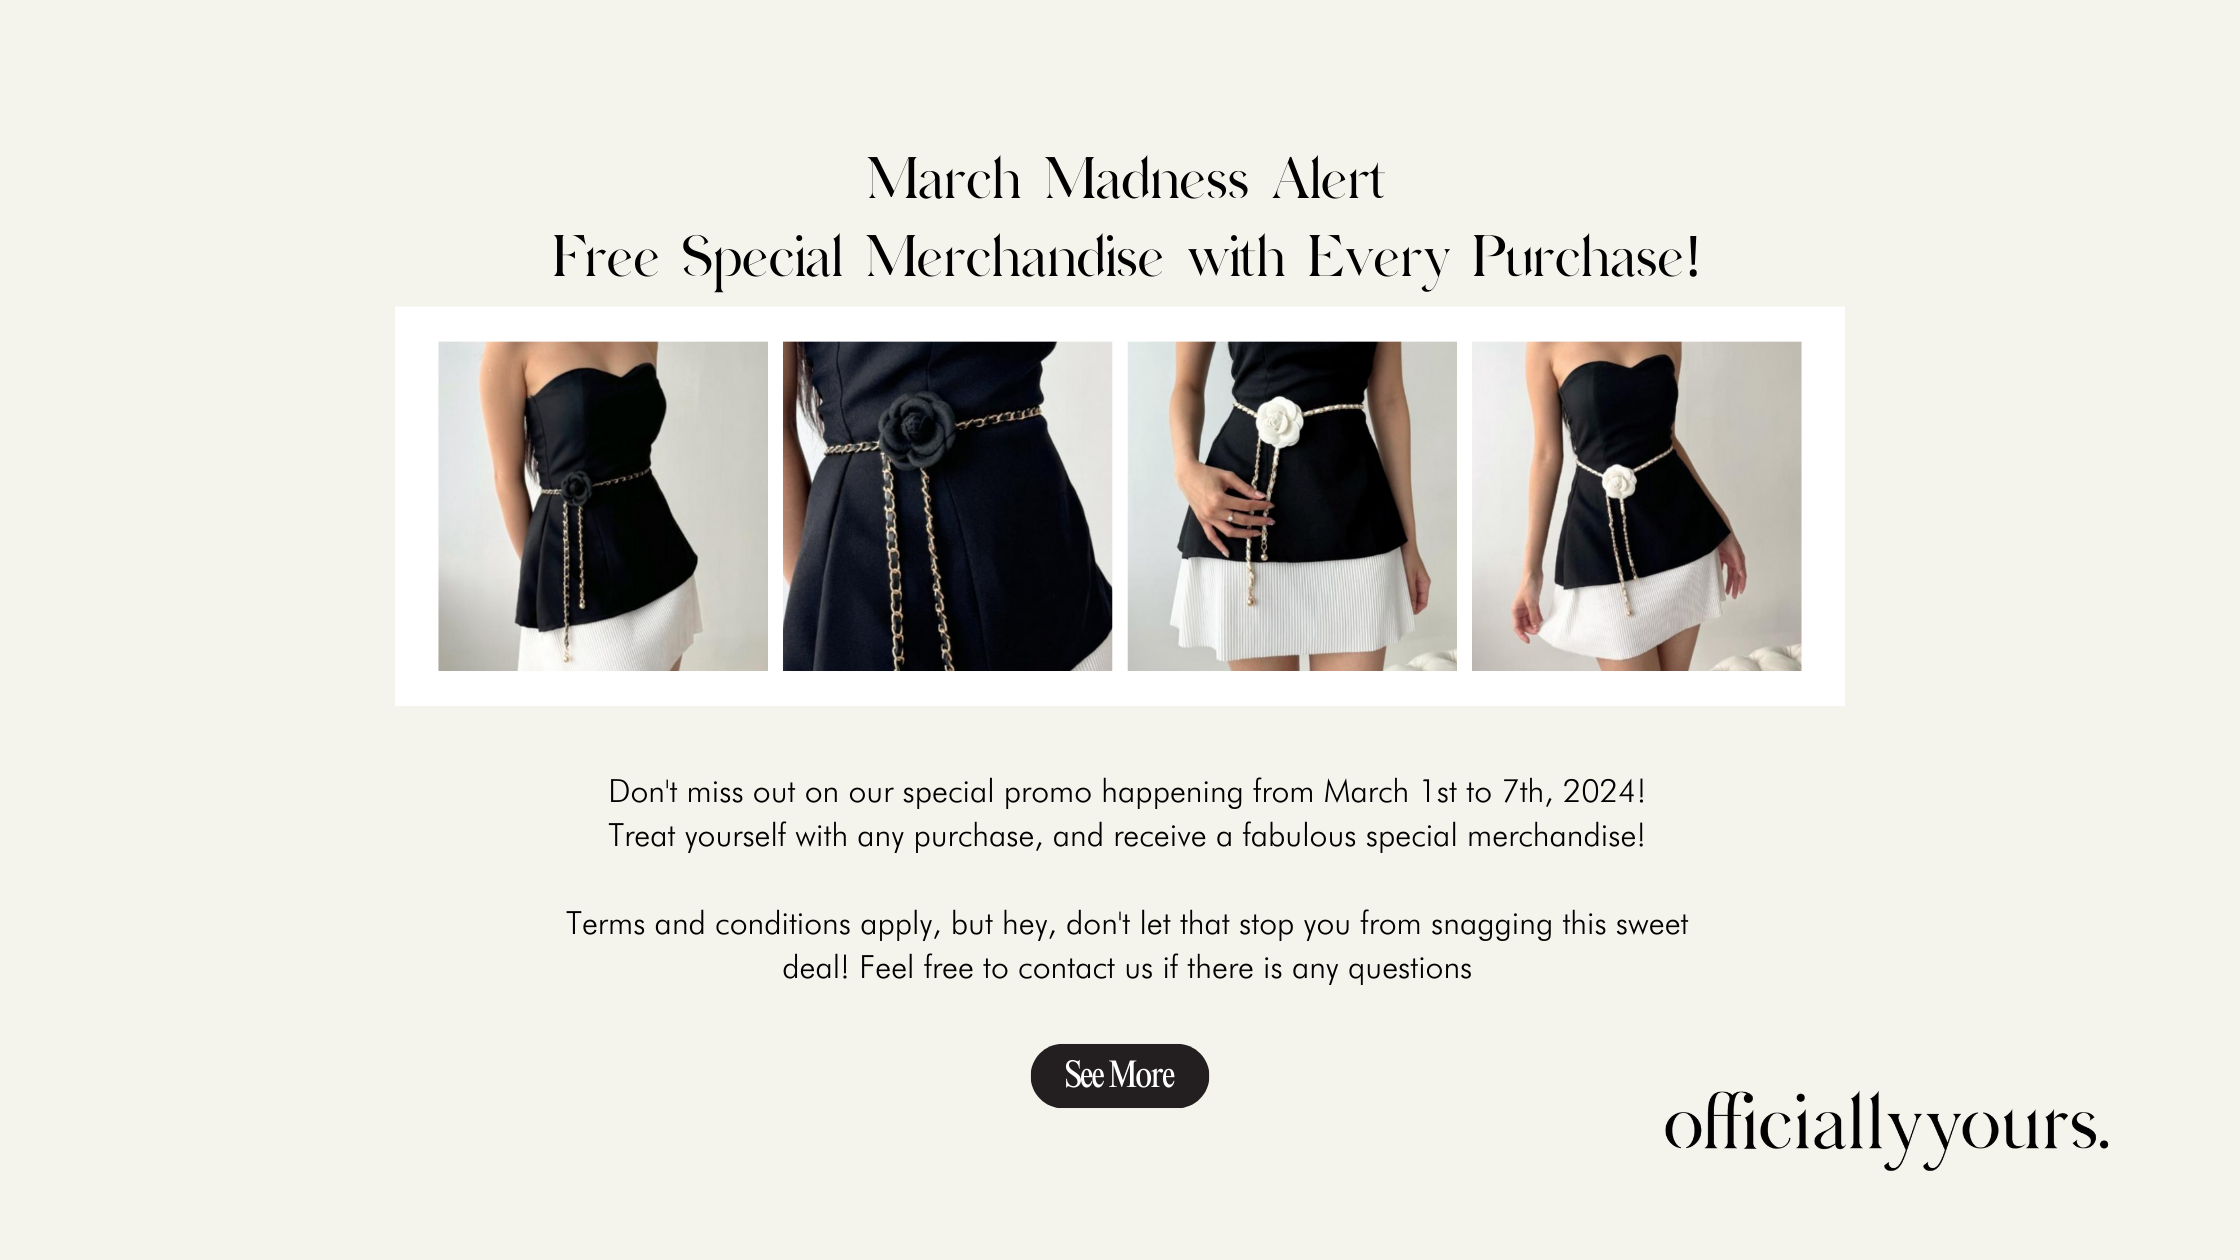 March Madness Alert
Free Special Merchandise with Every Purchase!
Don't miss out on our special promo happening from March 1st to 7th, 2024!
Treat yourself with any purchase, and receive a fabulous special merchandise!
Terms and conditions apply, but hey, don't let that stop you from snagging this sweet
deal! Feel free to contact us if there is any questions
See More
officiallyyours.